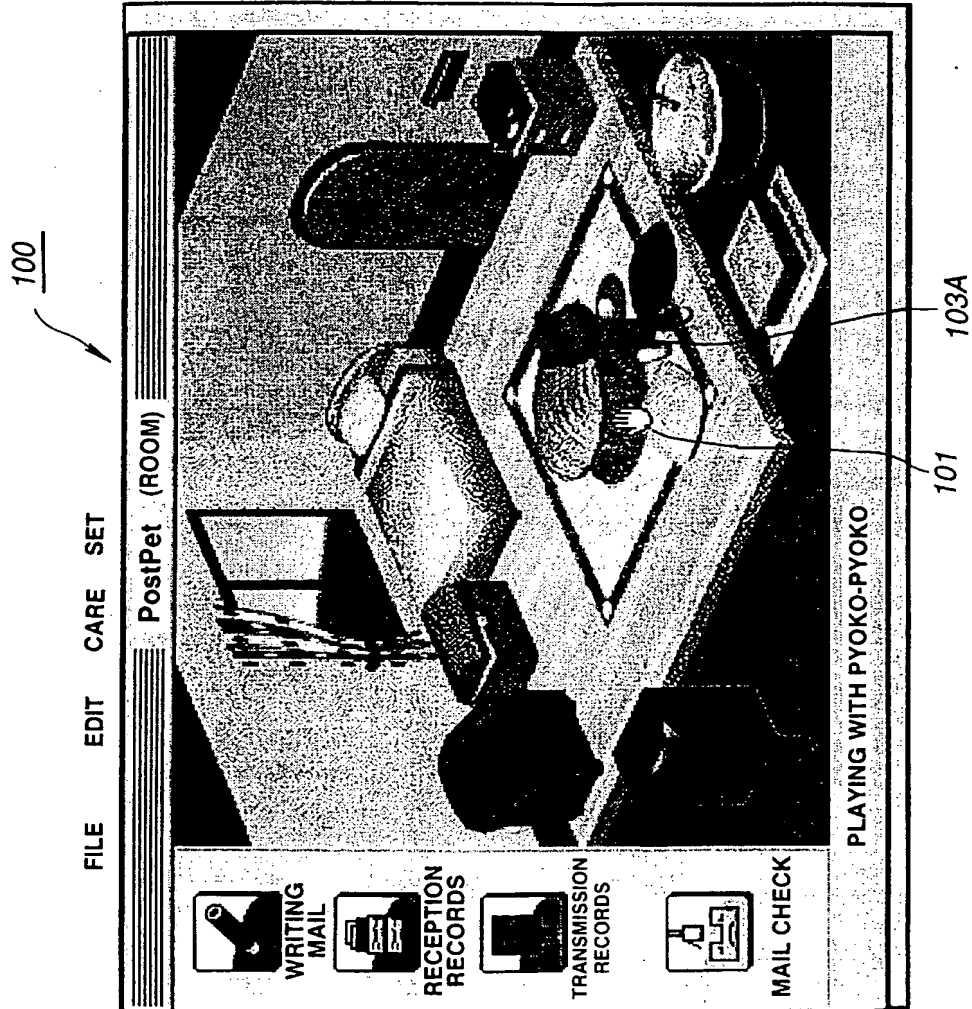 100
FILE EDIT CARE SET
PostPet (ROOM)
WRITING
MAIL
RECEPTION
RECORDS
TRANSMISSION
RECORDS
MAIL CHECK
PLAYING WITH PYOKO-PYOKO
101
103A